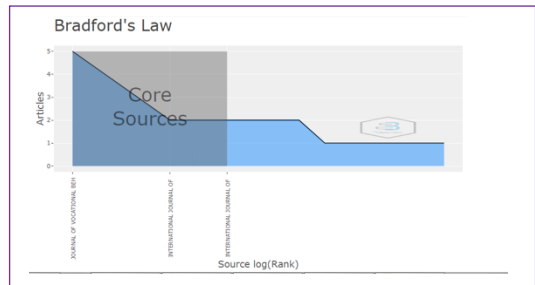 Bradford's Law
5
4
3
2
1
0
Articles
Core
Sources
JOURNAL OF VOCATIONAL BEH
INTERNATIONAL JOURNAL OF
INTERNATIONAL JOURNAL OF
Source log(Rank)